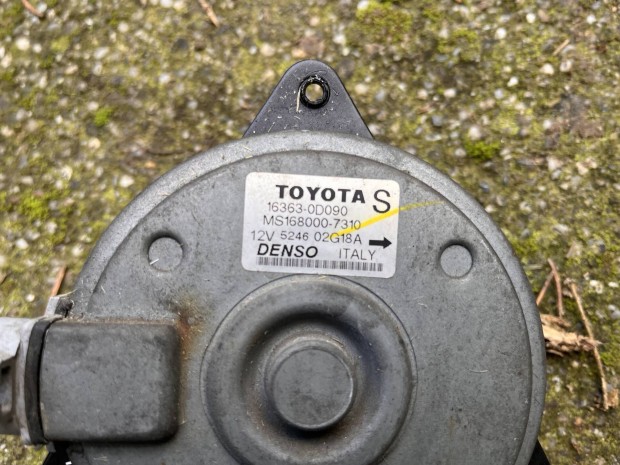 TOYOTA S
16363-0D090
MS168000-7310
12V 5246 02G18A →
DENSO ITALY